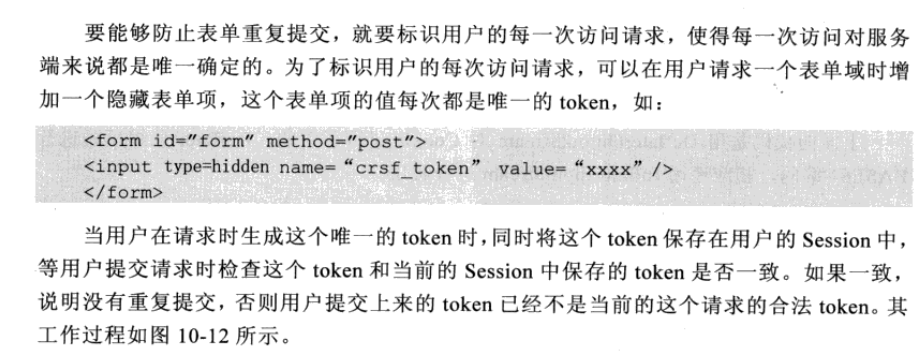 要能够防止表单重复提交，就要标识用户的每一次访问请求，使得每一次访问对服务
端来说都是唯一确定的。为了标识用户的每次访问请求，可以在用户请求一个表单域时增
加一个隐藏表单项，这个表单项的值每次都是唯一的 token，如：
<form id="form" method="post">
<input type=hidden name= “crsf_token” value= “xxxx” />
</form>
当用户在请求时生成这个唯一的 token 时，同时将这个 token 保存在用户的 Session 中，
等用户提交请求时检查这个 token 和当前的 Session 中保存的 token 是否一致。如果一致，
说明没有重复提交，否则用户提交上来的 token 已经不是当前的这个请求的合法 token。其
工作过程如图 10-12 所示。